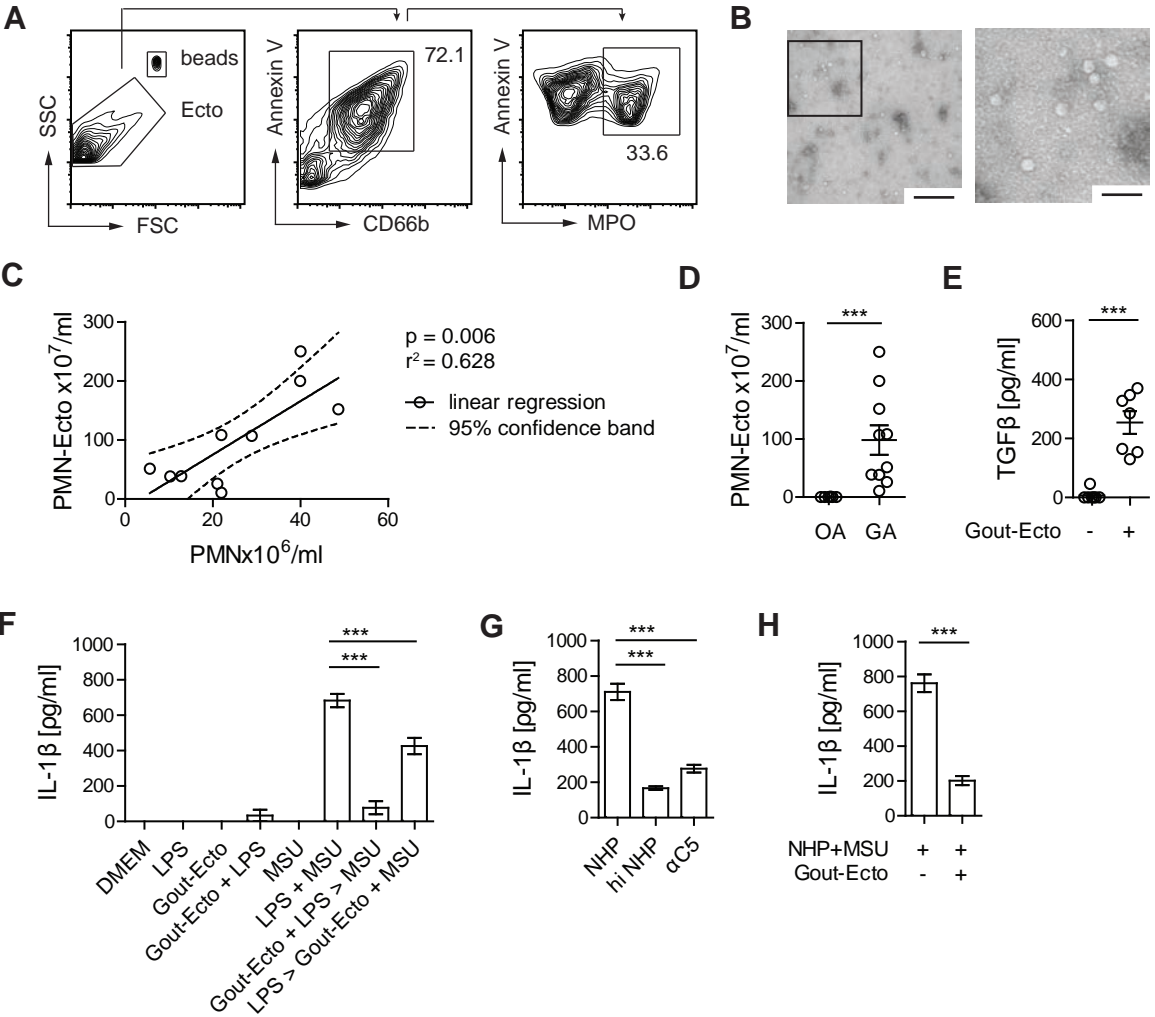 A
SSC
beads
Ecto
FSC
Annexin V
72.1
CD66b
Annexin V
33.6
MPO
B
C
PMN-Ecto x10⁷/ml
300
200
100
0
0
20
40
60
PMNx10⁶/ml
p = 0.006
r² = 0.628
linear regression
95% confidence band
D
PMN-Ecto x10⁷/ml
300
200
100
0
***
OA
GA
E
TGFβ [ρg/ml]
600
400
200
0
***
Gout-Ecto
-
+
F
IL-1β [ρg/ml]
1000
800
600
400
200
0
***
***
DMEM
LPS
Gout-Ecto
Gout-Ecto + LPS
MSU
LPS + MSU
Gout-Ecto + LPS > MSU
LPS > Gout-Ecto + MSU
G
IL-1β [ρg/ml]
1000
800
600
400
200
0
***
***
NHP
hi NHP
αC5
H
IL-1β [ρg/ml]
1000
800
600
400
200
0
***
NHP+MSU + +
Gout-Ecto - +